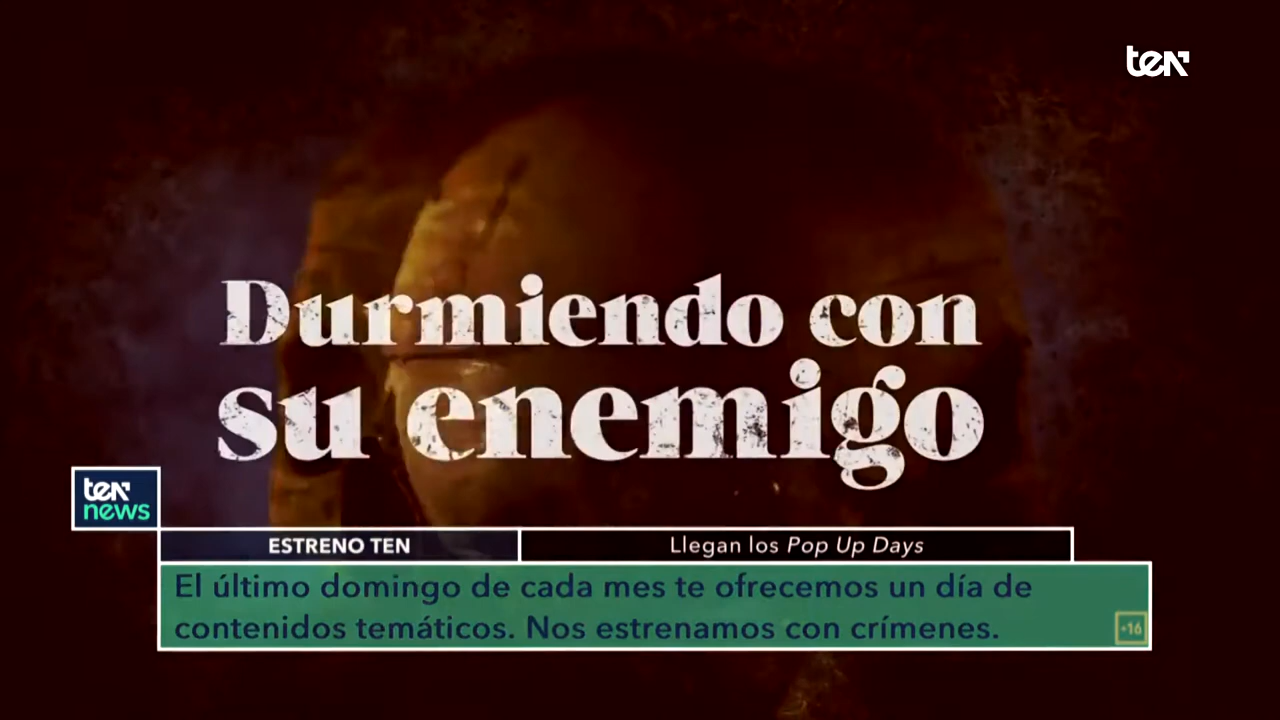 ten
Durmiendo con
su enemigo
ten
news
ESTRENO TEN
Llegan los Pop Up Days
El último domingo de cada mes te ofrecemos un día de
contenidos temáticos. Nos estrenamos con crímenes.
+16